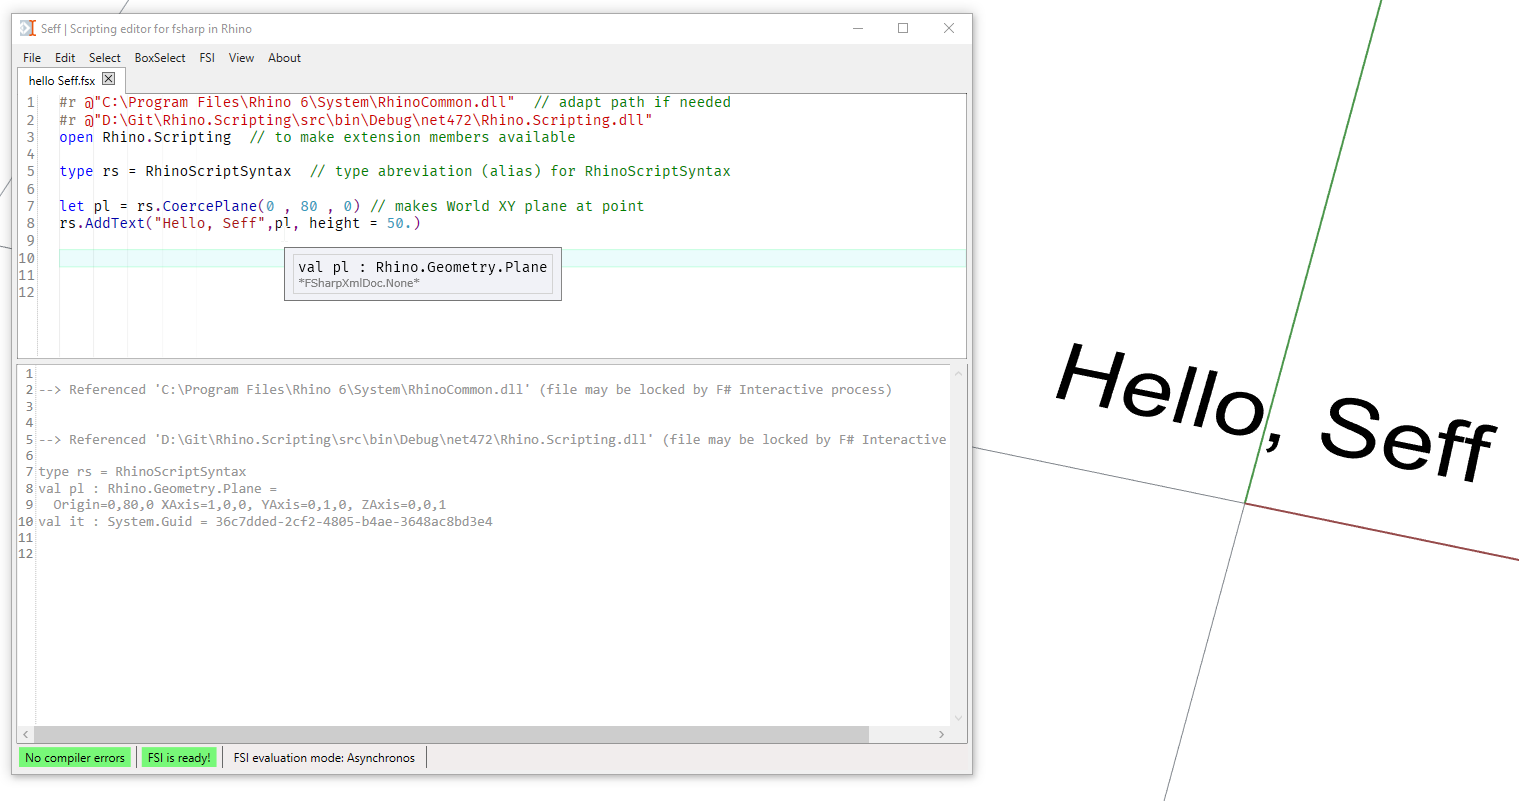 Seff | Scripting editor for fsharp in Rhino
File Edit Select BoxSelect FSI View About
hello Seff.fsx
1 #r @"C:\Program Files\Rhino 6\System\RhinoCommon.dll"  // adapt path if needed
2 #r @"D:\Git\Rhino.Scripting\src\bin\Debug\net472\Rhino.Scripting.dll"
3 open Rhino.Scripting  // to make extension members available
4
5 type rs = RhinoScriptSyntax  // type abreviation (alias) for RhinoScriptSyntax
6
7 let pl = rs.CoercePlane(0 , 80 , 0) // makes World XY plane at point
8 rs.AddText("Hello, Seff",pl, height = 50.)
9
10
11
12
val pl : Rhino.Geometry.Plane
*FSharpXmlDoc.None*
1
2 --> Referenced 'C:\Program Files\Rhino 6\System\RhinoCommon.dll' (file may be locked by F# Interactive process)
3
4
5 --> Referenced 'D:\Git\Rhino.Scripting\src\bin\Debug\net472\Rhino.Scripting.dll' (file may be locked by F# Interactive
6
7 type rs = RhinoScriptSyntax
8 val pl : Rhino.Geometry.Plane =
9   Origin=0,80,0 XAxis=1,0,0, YAxis=0,1,0, ZAxis=0,0,1
10 val it : System.Guid = 36c7dded-2cf2-4805-b4ae-3648ac8bd3e4
11
12
No compiler errors FSI is ready! FSI evaluation mode: Asynchronos
Hello, Seff